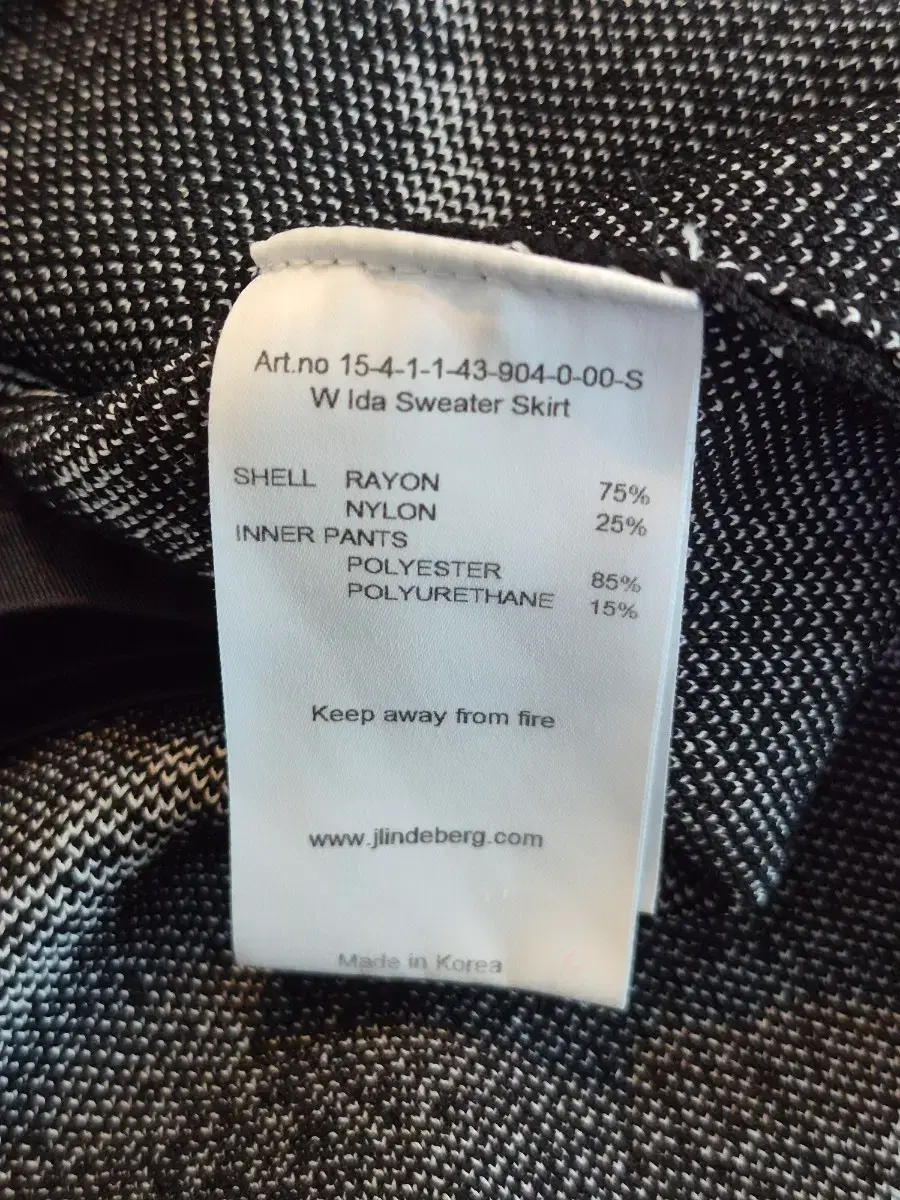 Art.no 15-4-1-1-43-904-0-00-S
W Ida Sweater Skirt
SHELL RAYON 75%
NYLON 25%
INNER PANTS
POLYESTER 85%
POLYURETHANE 15%
Keep away from fire
www.jlindeberg.com
Made in Korea